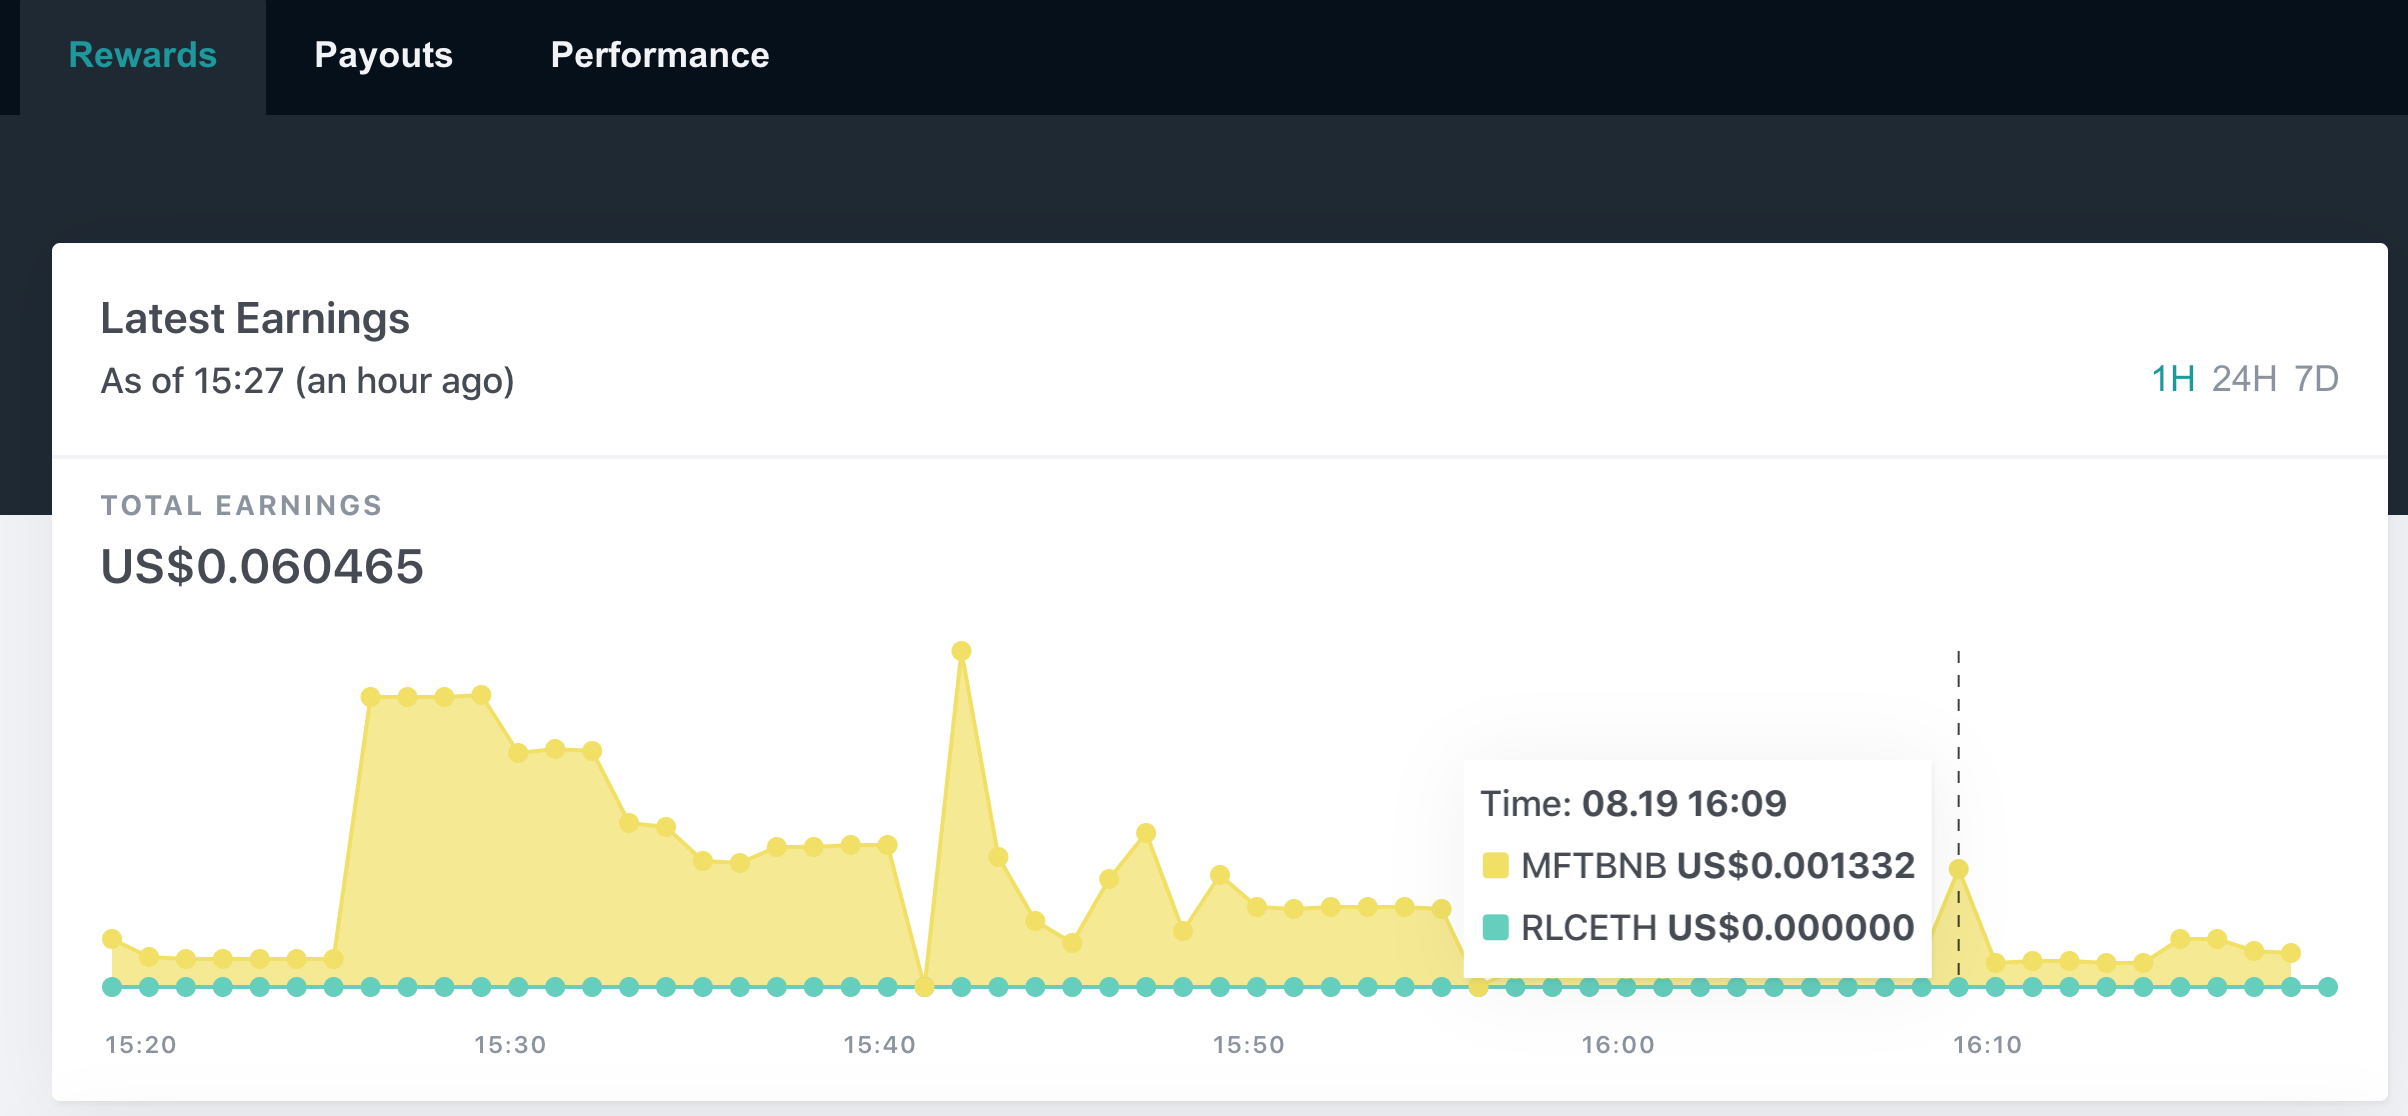 Rewards Payouts Performance
Latest Earnings
As of 15:27 (an hour ago)
1H 24H 7D
TOTAL EARNINGS
US$0.060465
Time: 08.19 16:09
MFTBNB US$0.001332
RLCETH US$0.000000
15:20 15:30 15:40 15:50 16:00 16:10